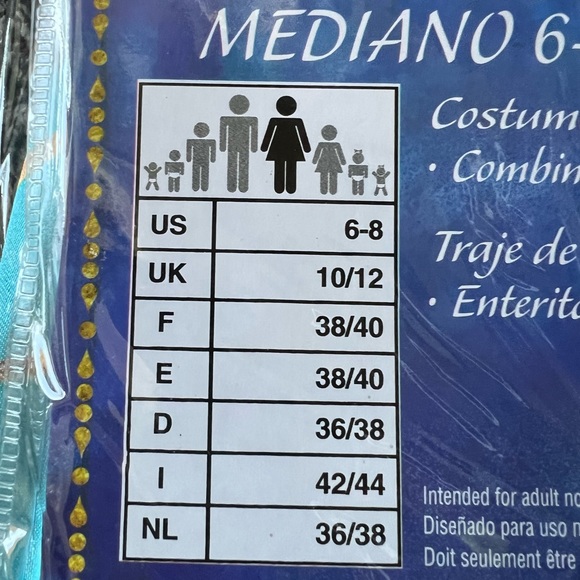 MEDIANO 6-
US 6-8
UK 10/12
F 38/40
E 38/40
D 36/38
I 42/44
NL 36/38
Costum
• Combin
Traje de
• Enterito
Intended for adult
Diseñado para uso
Doit seulement être